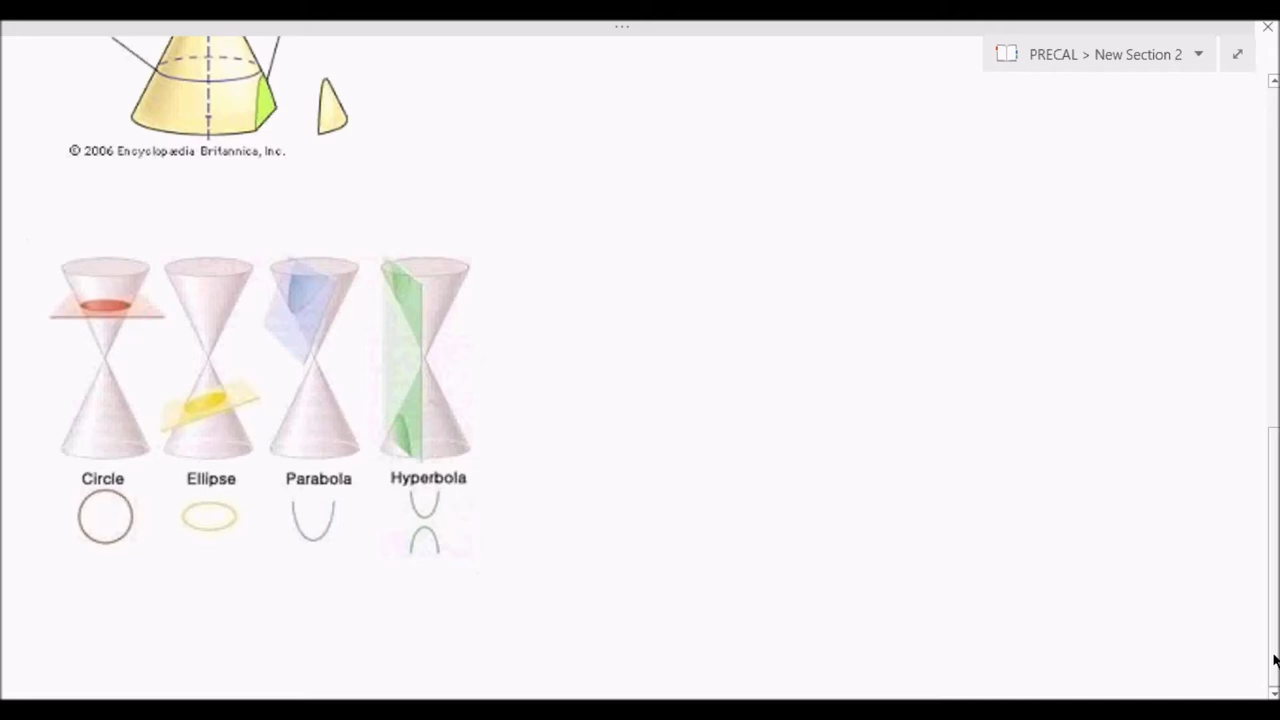 ...
PRECAL > New Section 2
© 2006 Encyclopædia Britannica, Inc.
Circle Ellipse Parabola Hyperbola